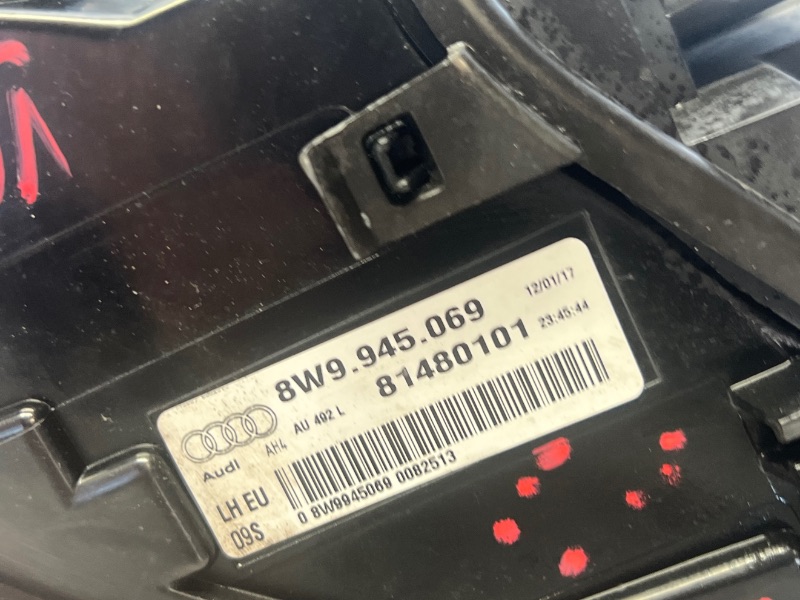 12/01/17
8W9.945.069
23:45:44
81480101
AU 492 L
AH4
Audi
LH EU
0 8W9945069 0082513
09S